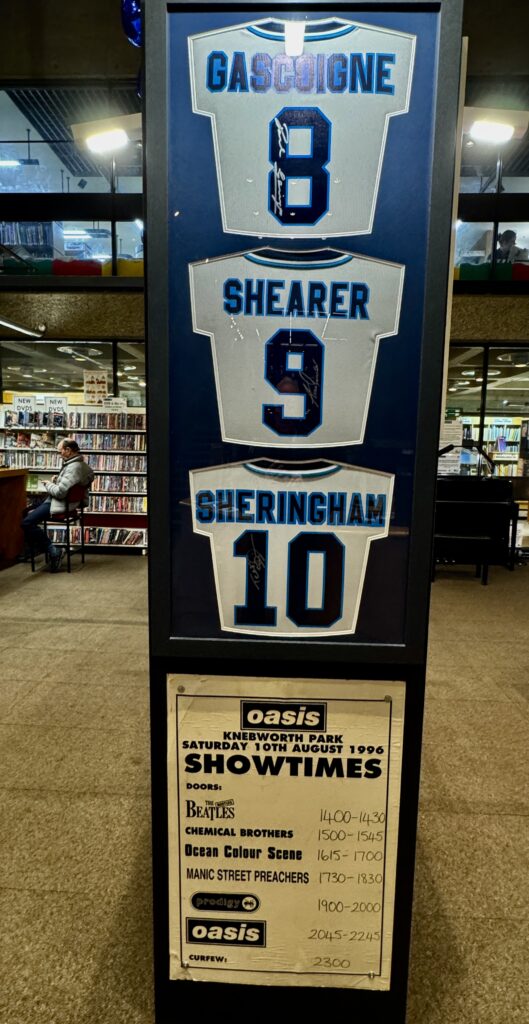 GASCOIGNE
8
SHEARER
9
SHERINGHAM
10
NEW DVDS
NEW DVDS
oasis
KNEBWORTH PARK
SATURDAY 10TH AUGUST 1996
SHOWTIMES
DOORS:
THE BOOTLEG BEATLES 1400-1430
CHEMICAL BROTHERS 1500-1545
Ocean Colour Scene 1615-1700
MANIC STREET PREACHERS 1730-1830
prodigy 1900-2000
oasis 2045-2245
CURFEW: 2300